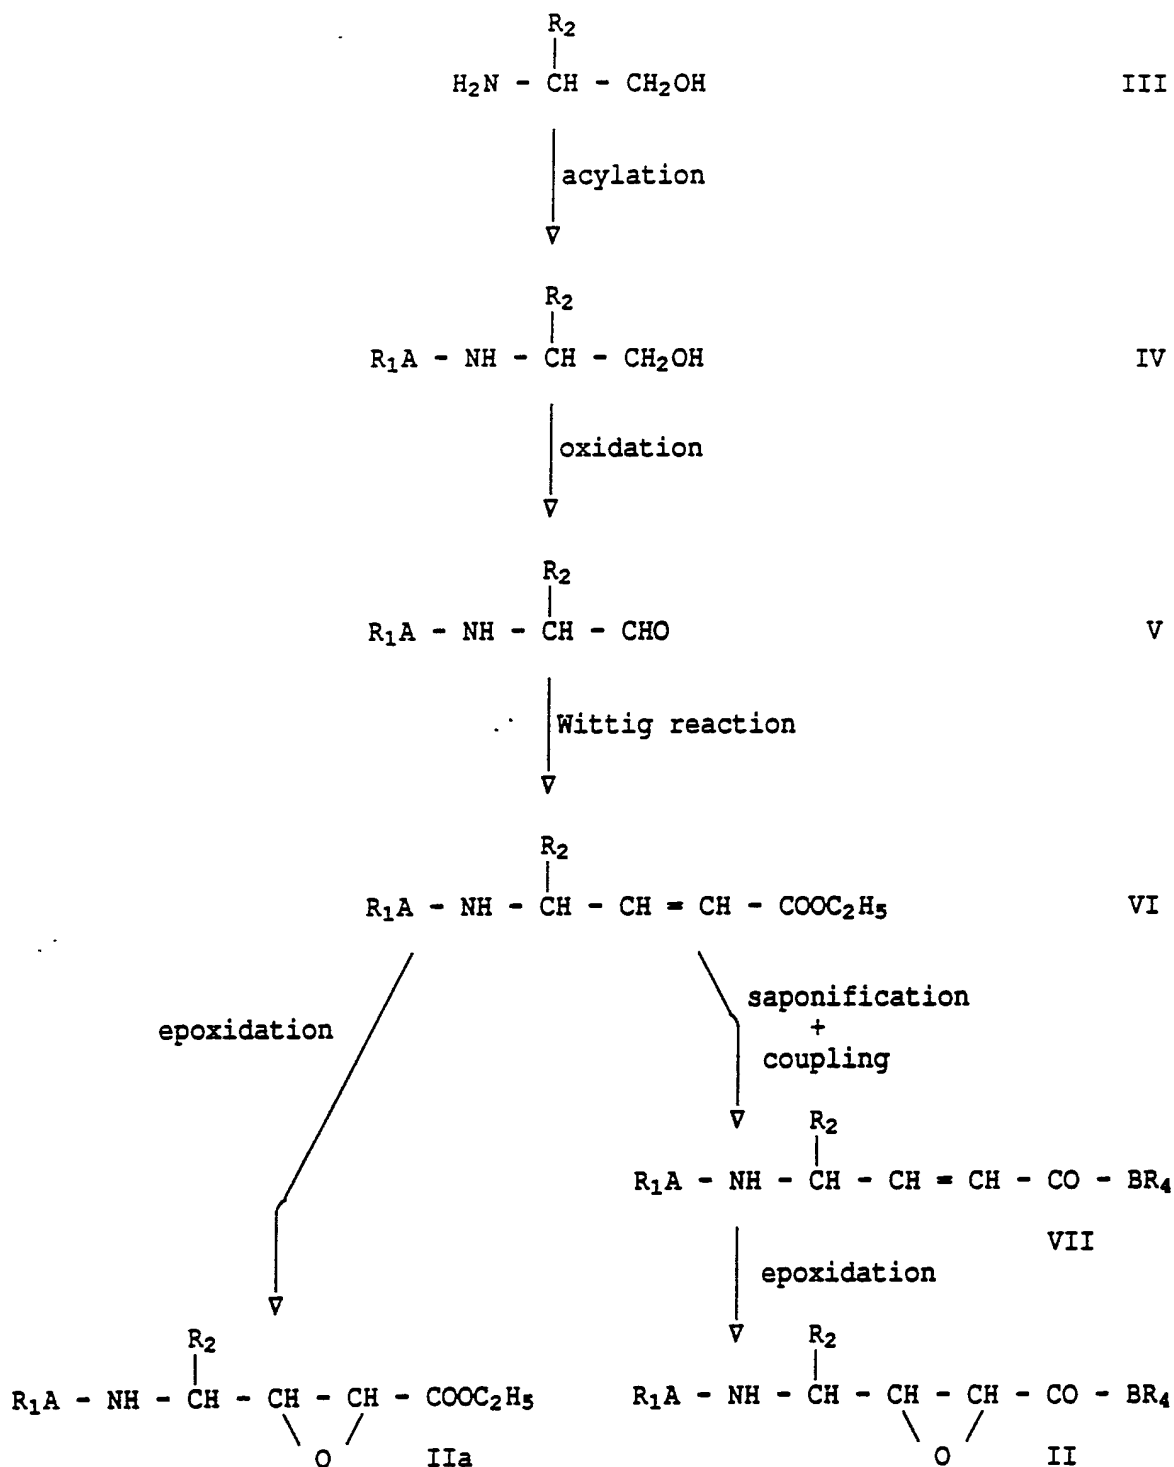 R₂
H₂N - CH - CH₂OH III
acylation
R₂
R₁A - NH - CH - CH₂OH IV
oxidation
R₂
R₁A - NH - CH - CHO V
Wittig reaction
R₂
R₁A - NH - CH - CH = CH - COOC₂H₅ VI
epoxidation
saponification
+
coupling
R₂
R₁A - NH - CH - CH = CH - CO - BR₄
VII
epoxidation
R₂
R₁A - NH - CH - CH - CH - COOC₂H₅
O IIa
R₂
R₁A - NH - CH - CH - CH - CO - BR₄
O II